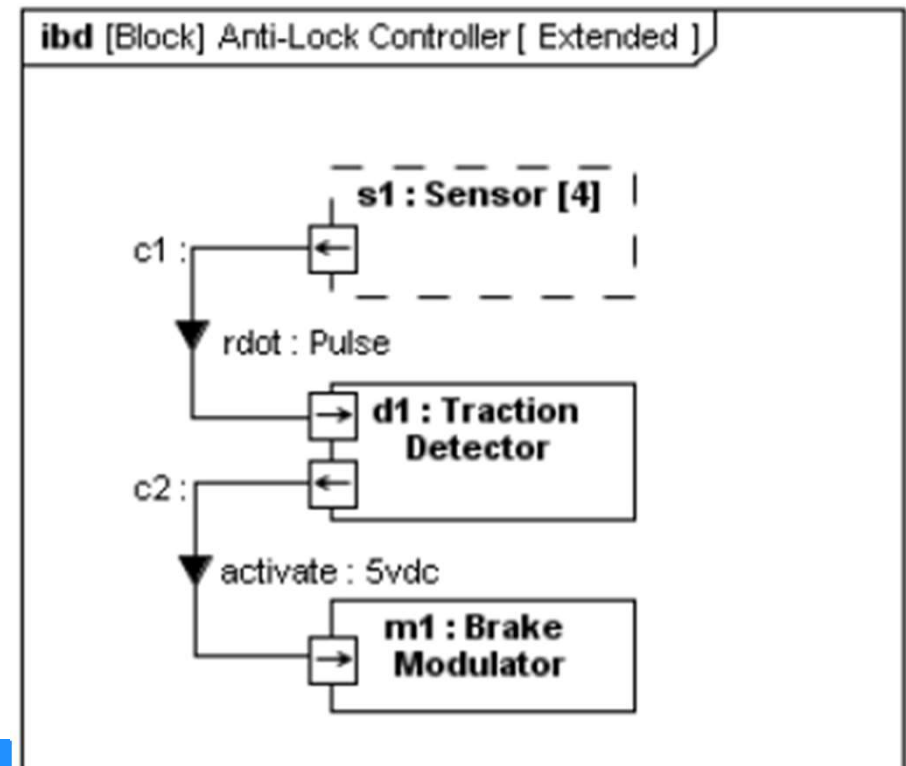 ibd [Block] Anti-Lock Controller [ Extended ]
s1 : Sensor [4]
c1 :
rdot : Pulse
d1 : Traction
Detector
c2 :
activate : 5vdc
m1 : Brake
Modulator